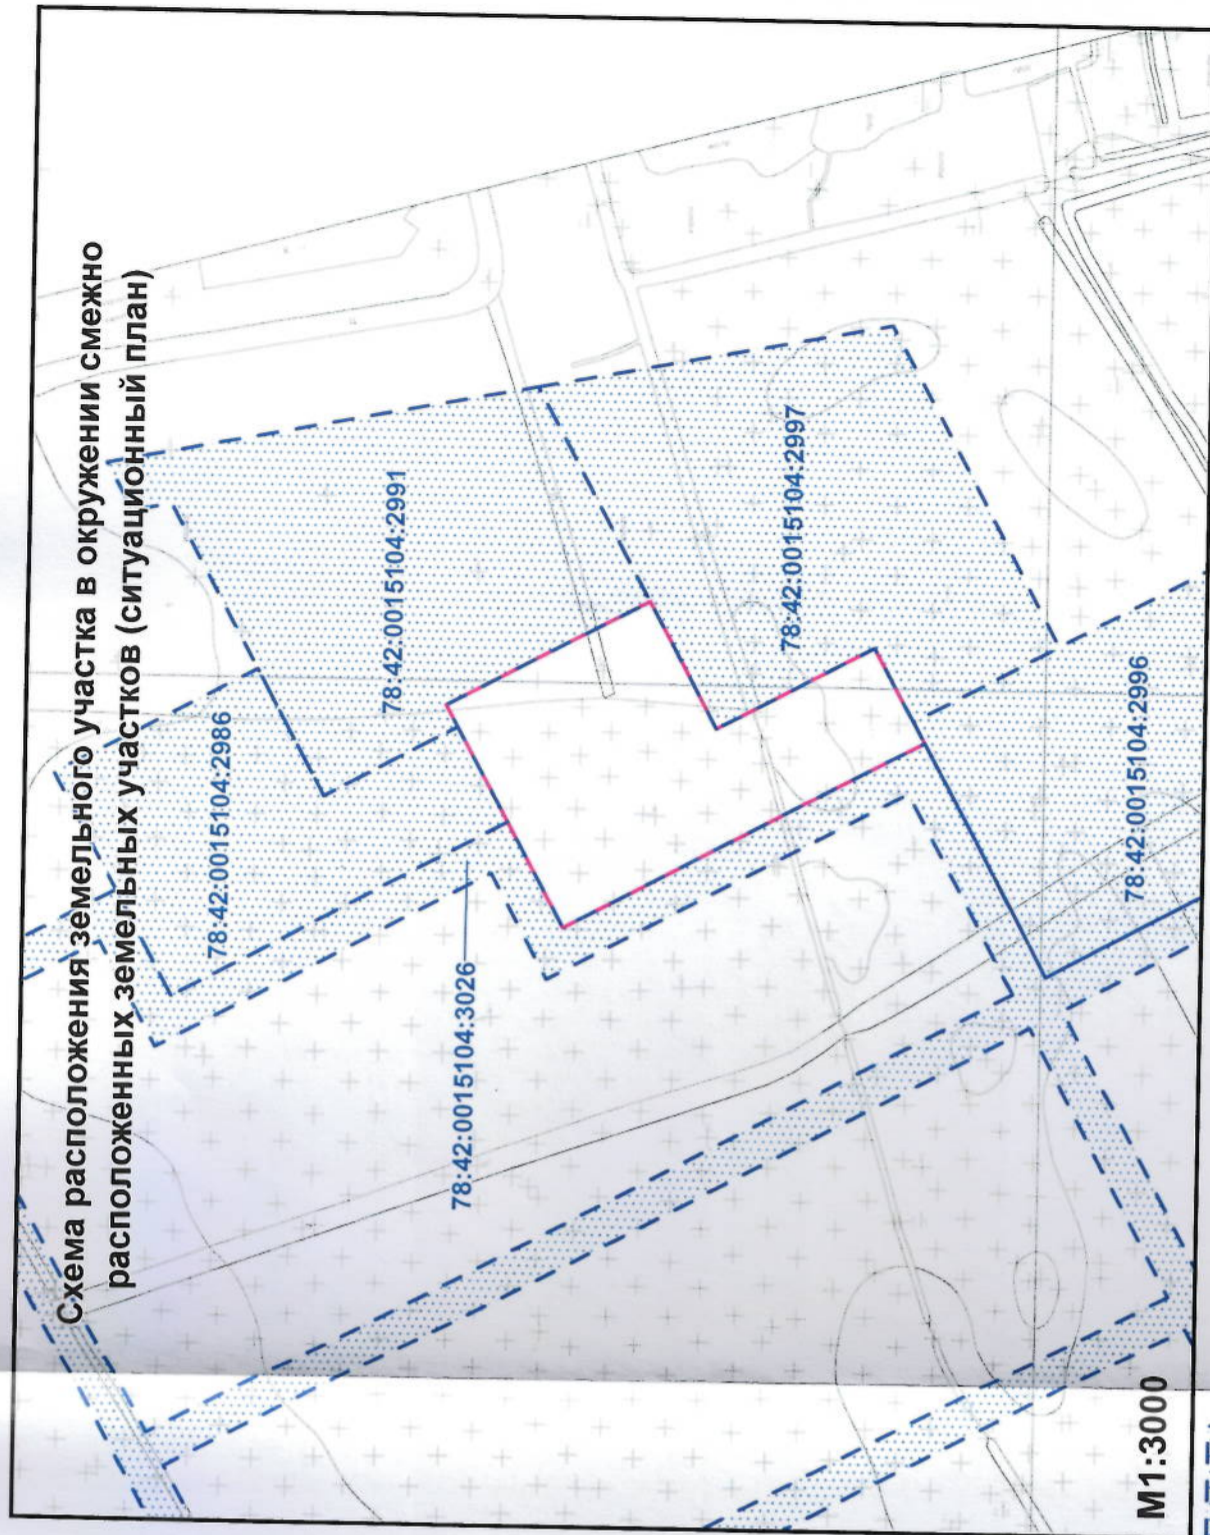 Схема расположения земельного участка в окружении смежно
расположенных земельных участков (ситуационный план)
78:42:0015104:2986
78:42:0015104:2991
78:42:0015104:3026
78:42:0015104:2997
78:42:0015104:2996
М1:3000